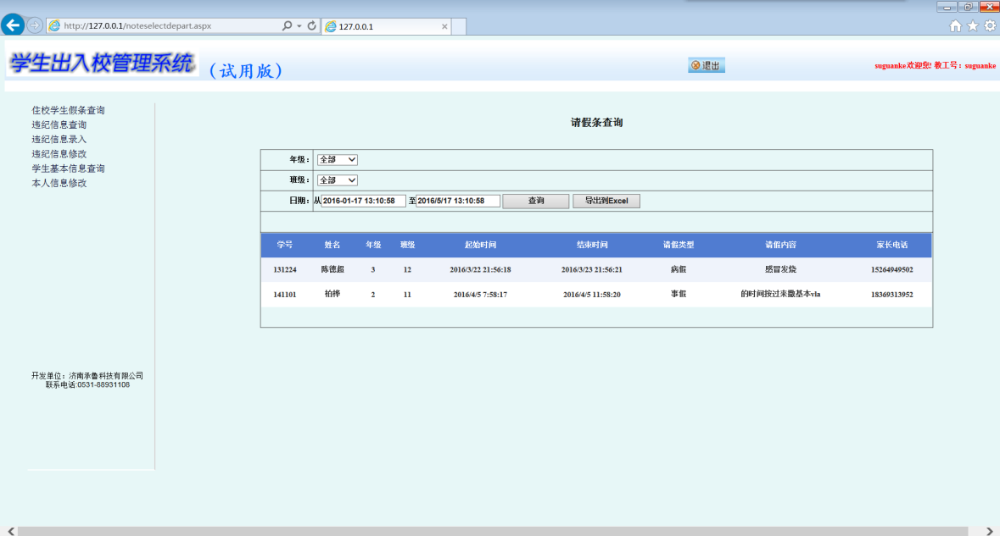 http://127.0.0.1/noteselectdepart.aspx
127.0.0.1
学生出入校管理系统 (试用版)
退出
suguanke欢迎您! 教工号：suguanke
住校学生假条查询
违纪信息查询
违纪信息录入
违纪信息修改
学生基本信息查询
本人信息修改
开发单位：济南承鲁科技有限公司
联系电话:0531-88931108
请假条查询
年级： 全部
班级： 全部
日期： 从 2016-01-17 13:10:58 至 2016/5/17 13:10:58 查询 导出到Excel
学号 姓名 年级 班级 起始时间 结束时间 请假类型 请假内容 家长电话
131224 陈德超 3 12 2016/3/22 21:56:18 2016/3/23 21:56:21 病假 感冒发烧 15264949502
141101 柏桦 2 11 2016/4/5 7:58:17 2016/4/5 11:58:20 事假 的时间按过来撒基本vla 18369313952